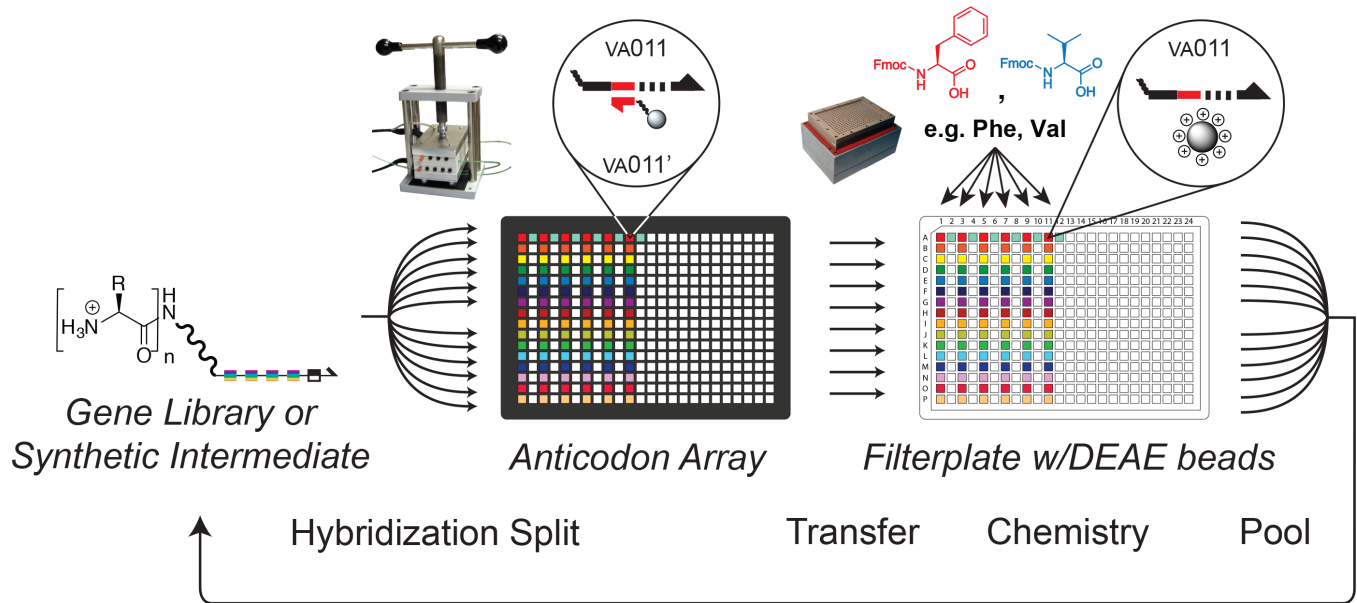 VA011
VA011'
Fmoc
N
H
O
OH
Fmoc
N
H
O
OH
,
e.g. Phe, Val
VA011
+
+
+
+
+
+
+
+
1 2 3 4 5 6 7 8 9 10 11 12 13 14 15 16 17 18 19 20 21 22 23 24
A
B
C
D
E
F
G
H
I
J
K
L
M
N
O
P
R
H
N
+
H3N
O
n
Gene Library or
Synthetic Intermediate
Anticodon Array
Filterplate w/DEAE beads
Hybridization Split
Transfer
Chemistry
Pool